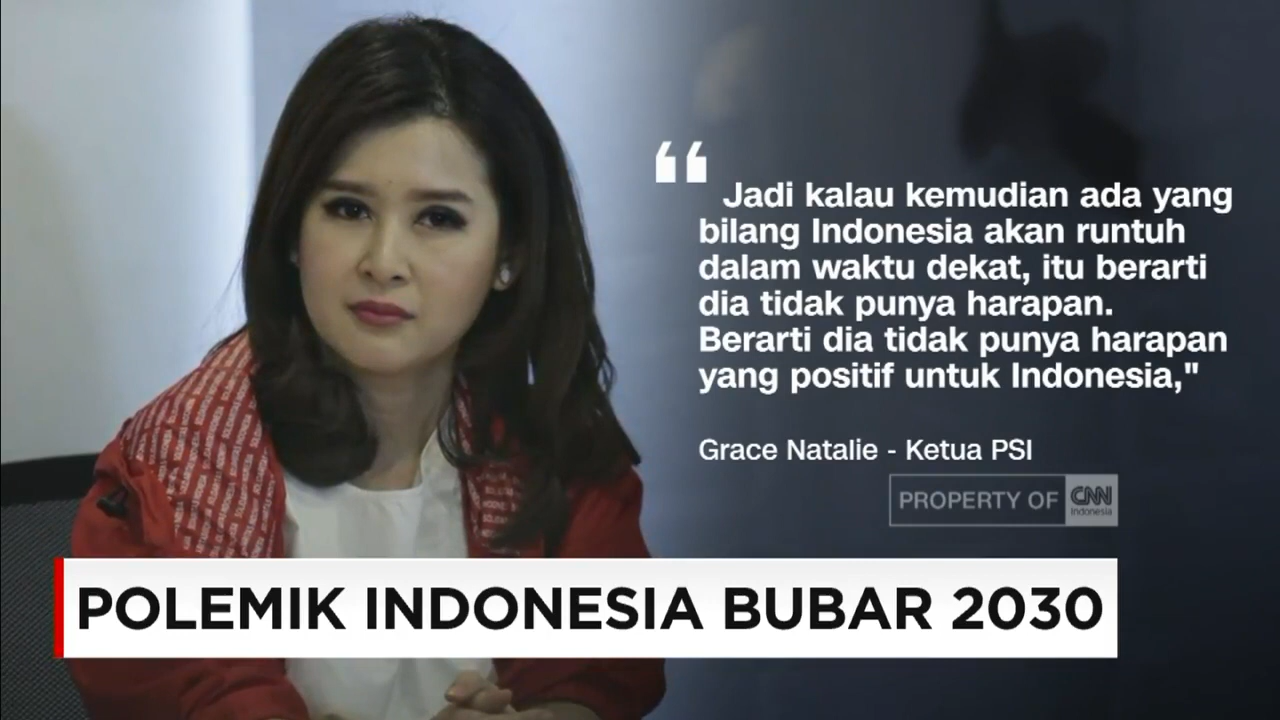 “ Jadi kalau kemudian ada yang
bilang Indonesia akan runtuh
dalam waktu dekat, itu berarti
dia tidak punya harapan.
Berarti dia tidak punya harapan
yang positif untuk Indonesia,"
Grace Natalie - Ketua PSI
PROPERTY OF CNN Indonesia
POLEMIK INDONESIA BUBAR 2030